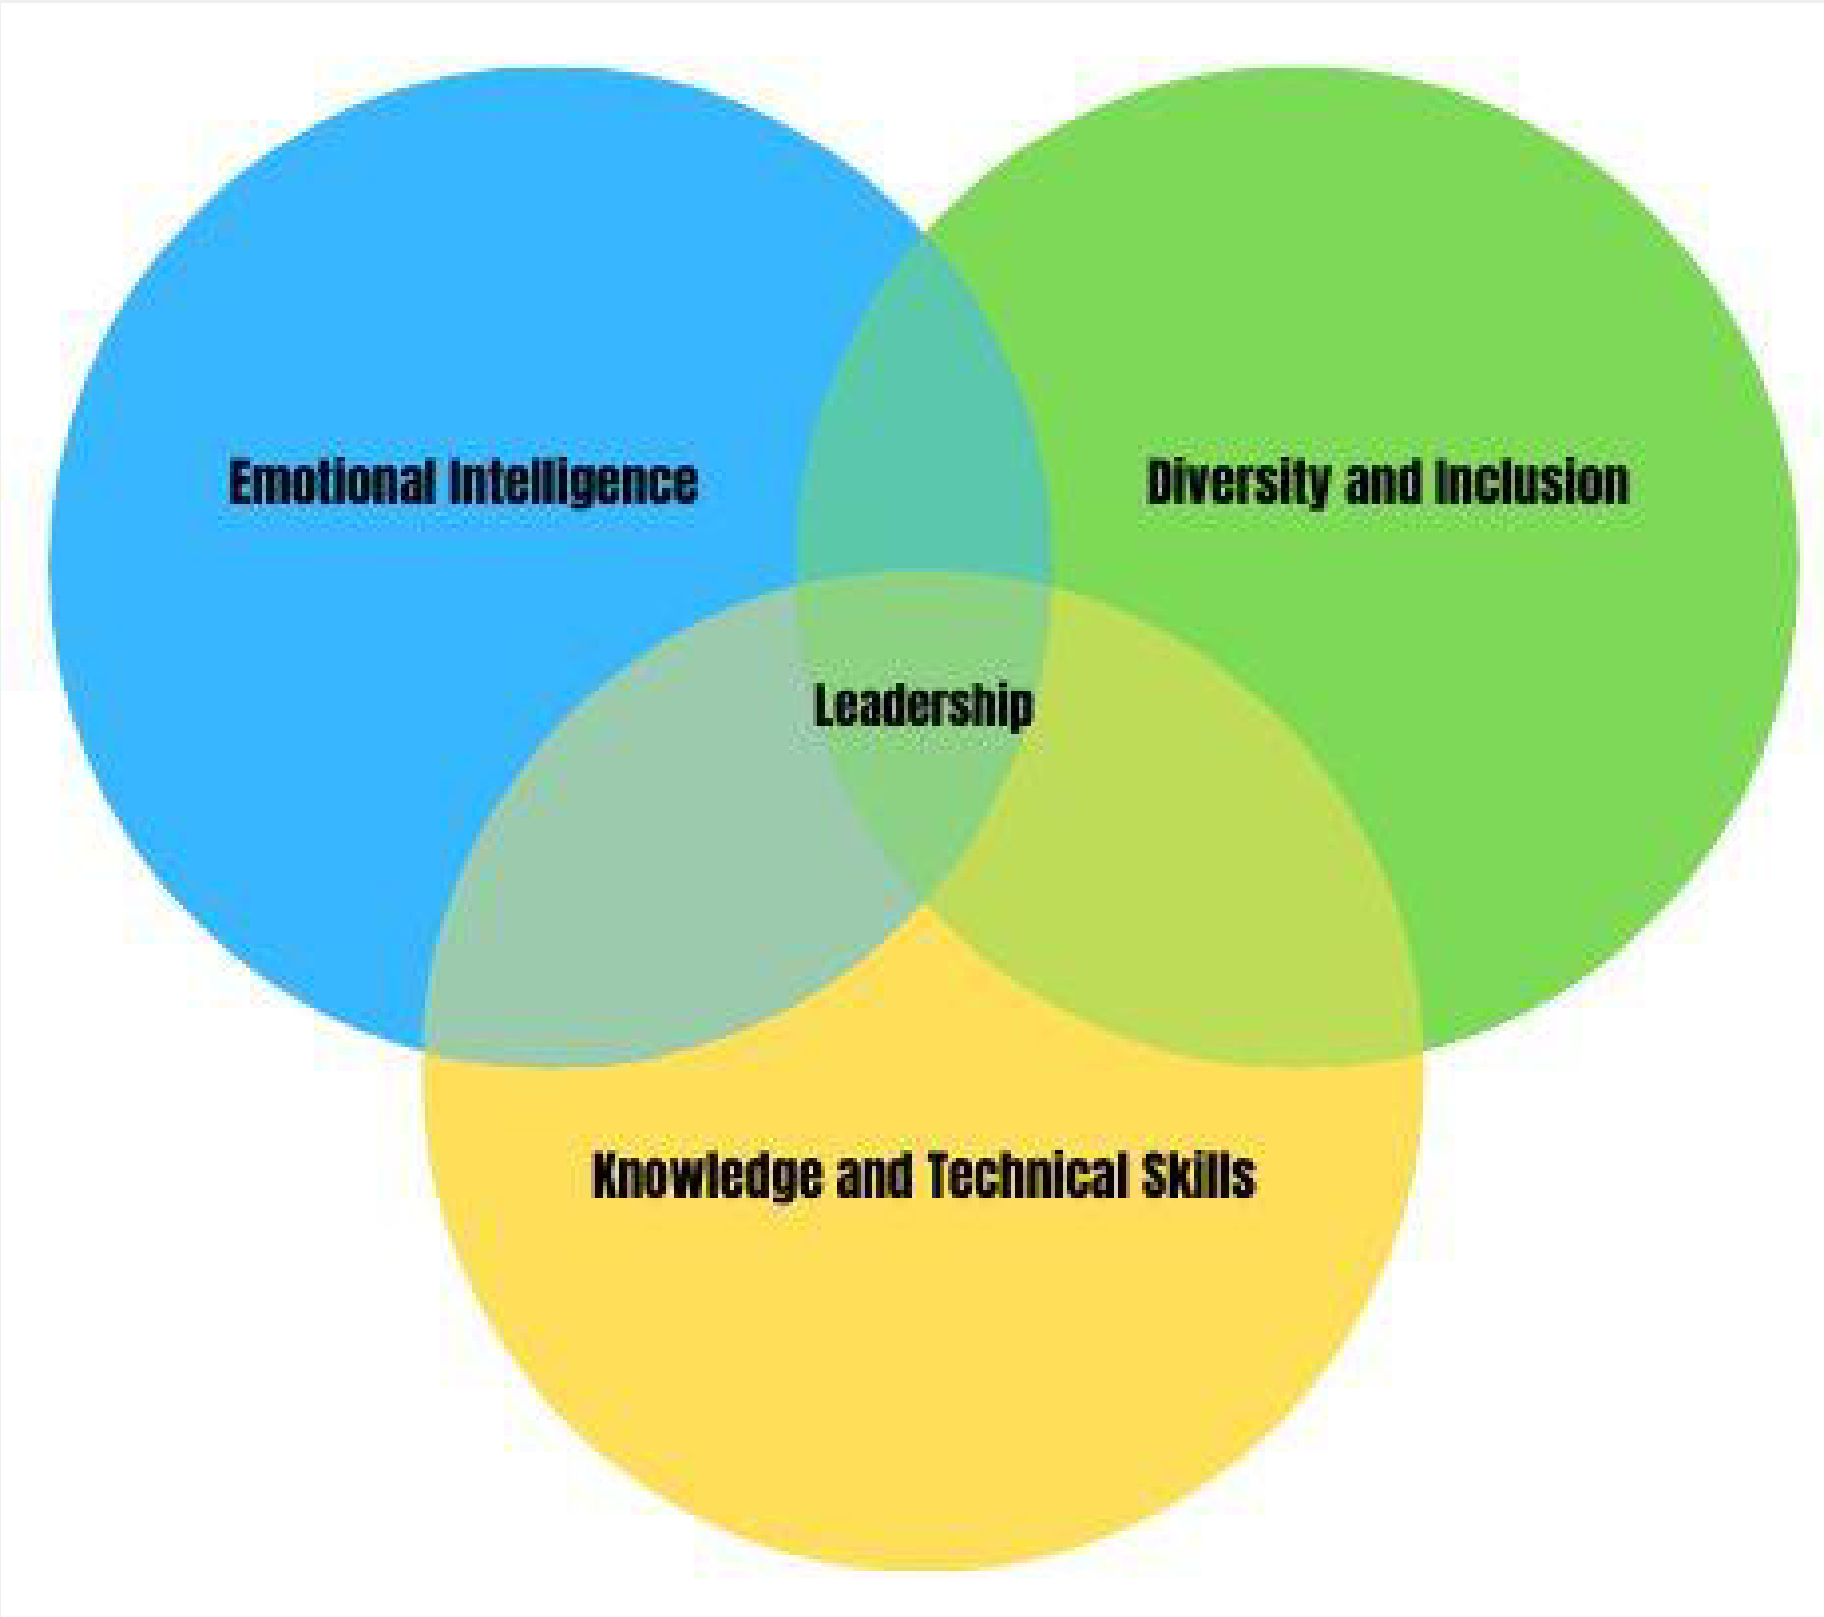 Emotional Intelligence
Diversity and Inclusion
Leadership
Knowledge and Technical Skills